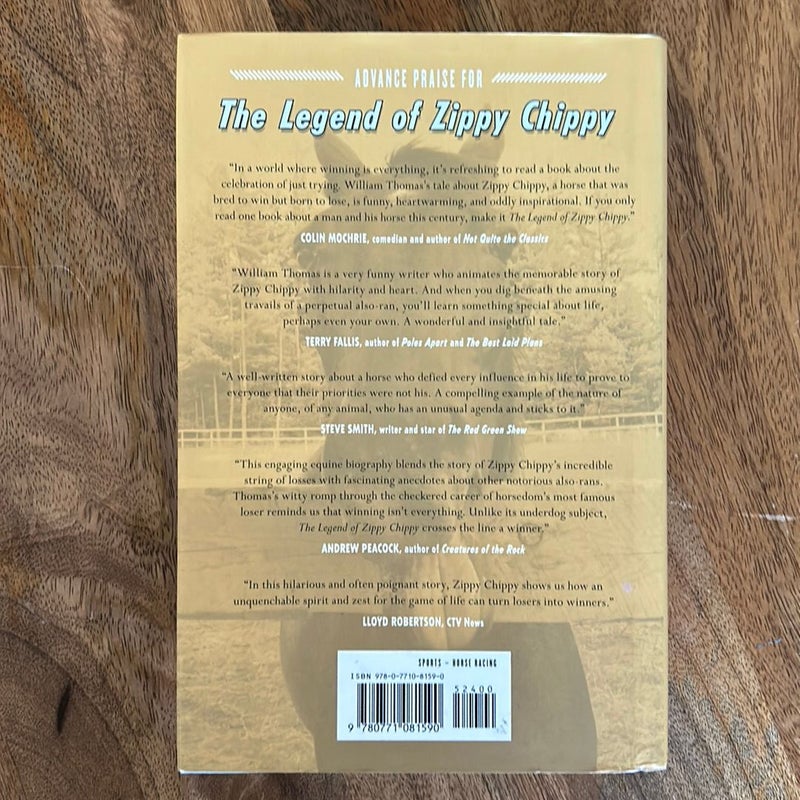 ADVANCE PRAISE FOR
The Legend of Zippy Chippy
“In a world where winning is everything, it’s refreshing to read a book about the
celebration of just trying. William Thomas’s tale about Zippy Chippy, a horse that was
bred to win but born to lose, is funny, heartwarming, and oddly inspirational. If you only
read one book about a man and his horse this century, make it The Legend of Zippy Chippy.”
COLIN MOCHRIE, comedian and author of Not Quite the Classics
“William Thomas is a very funny writer who animates the memorable story of
Zippy Chippy with hilarity and heart. And when you dig beneath the amusing
travails of a perpetual also-ran, you’ll learn something special about life,
perhaps even your own. A wonderful and insightful tale.”
TERRY FALLIS, author of Poles Apart and The Best Laid Plans
“A well-written story about a horse who defied every influence in his life to prove to
everyone that their priorities were not his. A compelling example of the nature of
anyone, of any animal, who has an unusual agenda and sticks to it.”
STEVE SMITH, writer and star of The Red Green Show
“This engaging equine biography blends the story of Zippy Chippy’s incredible
string of losses with fascinating anecdotes about other notorious also-rans.
Thomas’s witty romp through the checkered career of horsedom’s most famous
loser reminds us that winning isn’t everything. Unlike its underdog subject,
The Legend of Zippy Chippy crosses the line a winner.”
ANDREW PEACOCK, author of Creatures of the Rock
“In this hilarious and often poignant story, Zippy Chippy shows us how an
unquenchable spirit and zest for the game of life can turn losers into winners.”
LLOYD ROBERTSON, CTV News
SPORTS – HORSE RACING
ISBN 978-0-7710-8159-0
52400
9 780771 081590